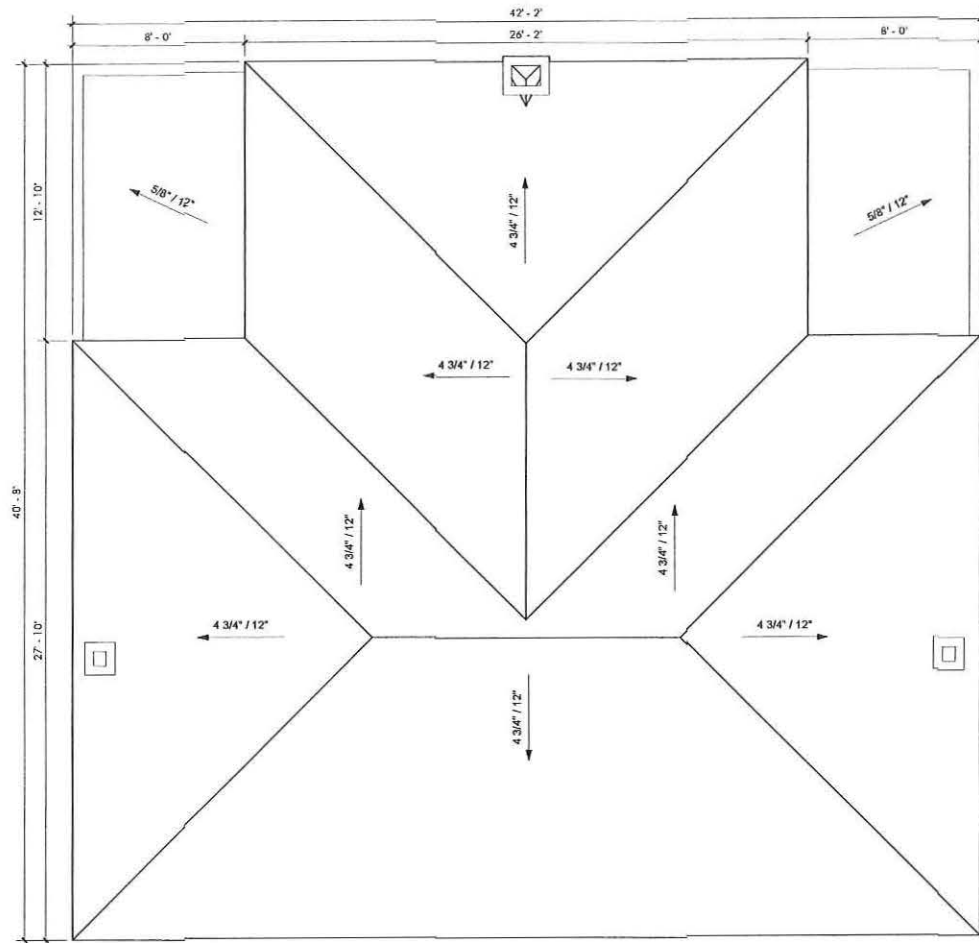 42' - 2'
8' - 0'
26' - 2'
8' - 0'
12' - 10'
40' - 8'
27' - 10'
5/8" / 12"
4 3/4" / 12"
5/8" / 12"
4 3/4" / 12"
4 3/4" / 12"
4 3/4" / 12"
4 3/4" / 12"
4 3/4" / 12"
4 3/4" / 12"
4 3/4" / 12"